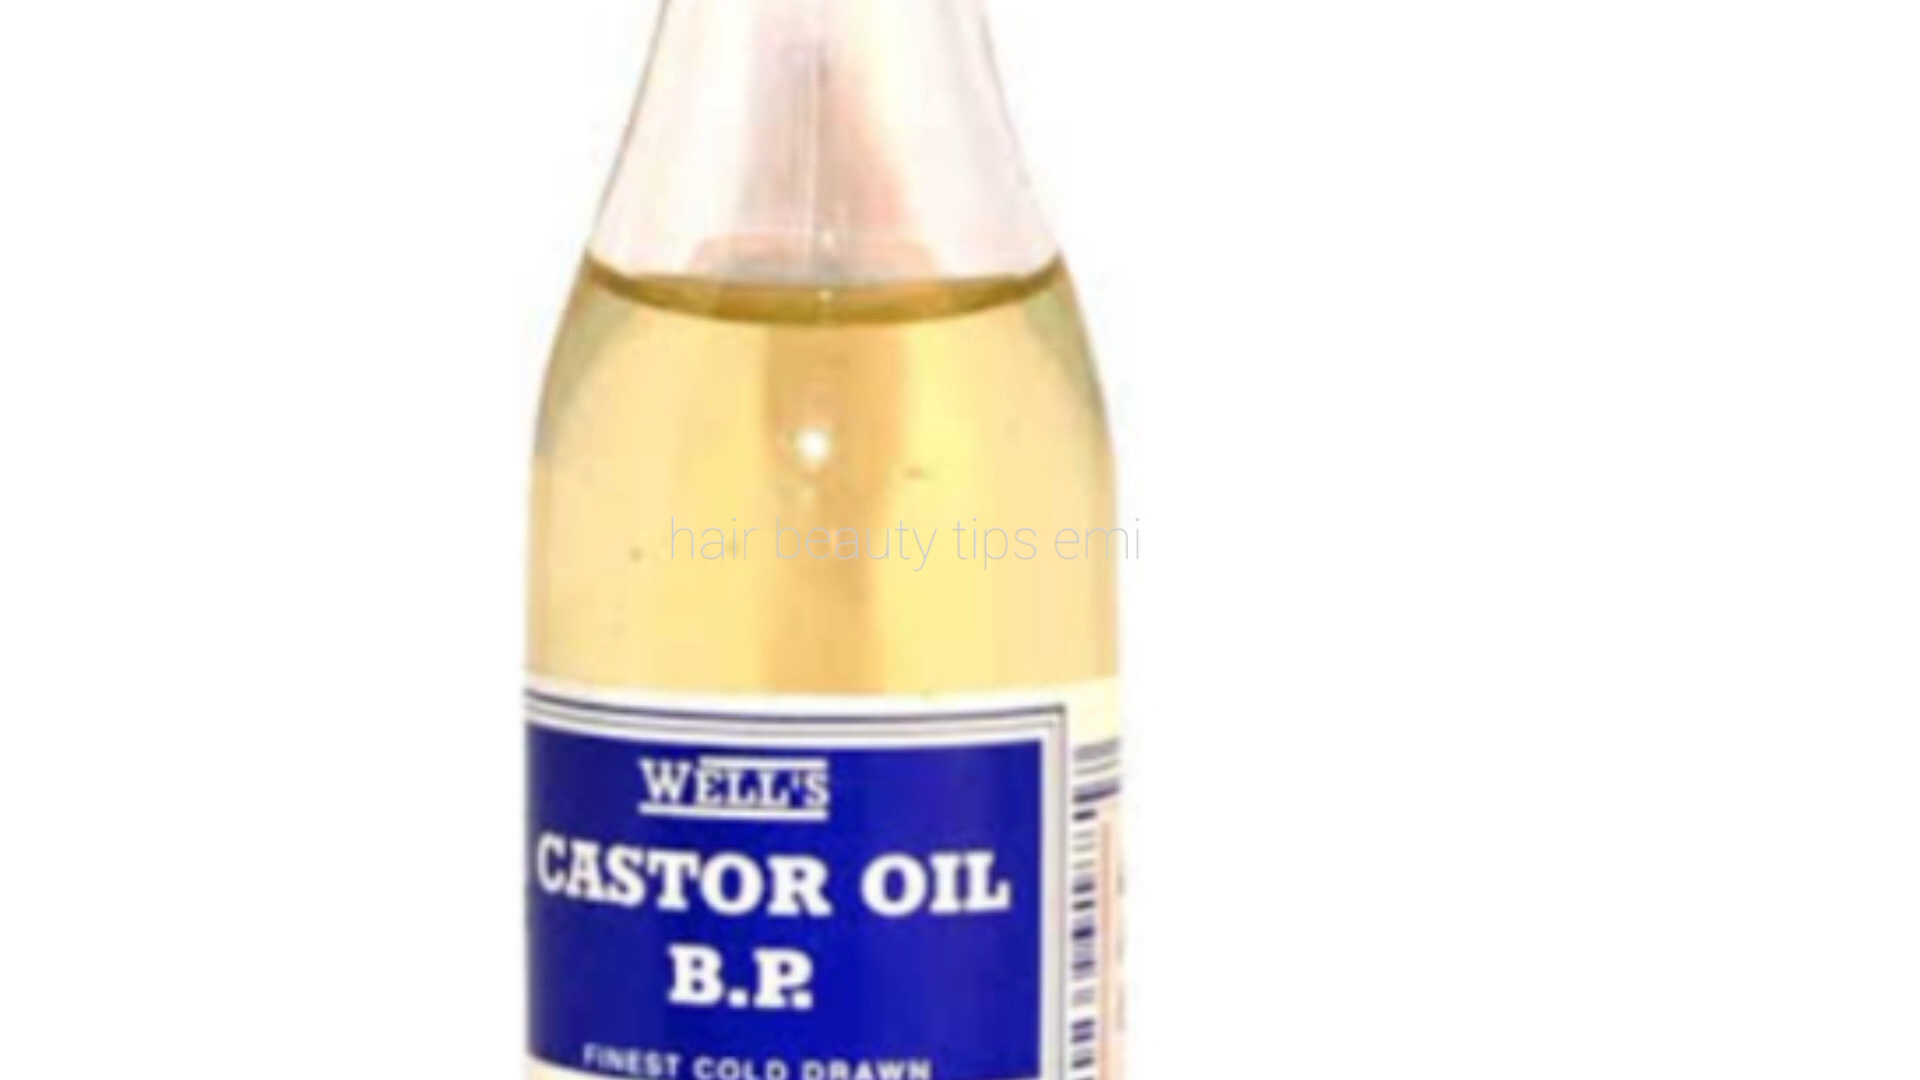 hair beauty tips emi
WELL'S
CASTOR OIL
B.P.
FINEST COLD DRAWN